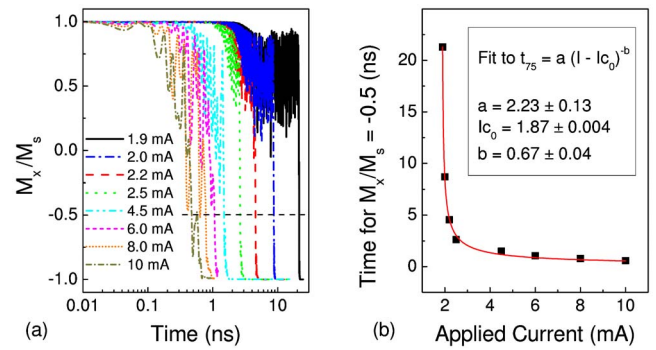 1.0
0.5
0.0
-0.5
-1.0
Mx/Ms
1.9 mA
2.0 mA
2.2 mA
2.5 mA
4.5 mA
6.0 mA
8.0 mA
10 mA
0.01 0.1 1 10
(a) Time (ns)
20
15
10
5
0
Time for Mx/Ms = -0.5 (ns)
Fit to t75 = a (I - Ic0)^-b
a = 2.23 ± 0.13
Ic0 = 1.87 ± 0.004
b = 0.67 ± 0.04
2 4 6 8 10
(b) Applied Current (mA)